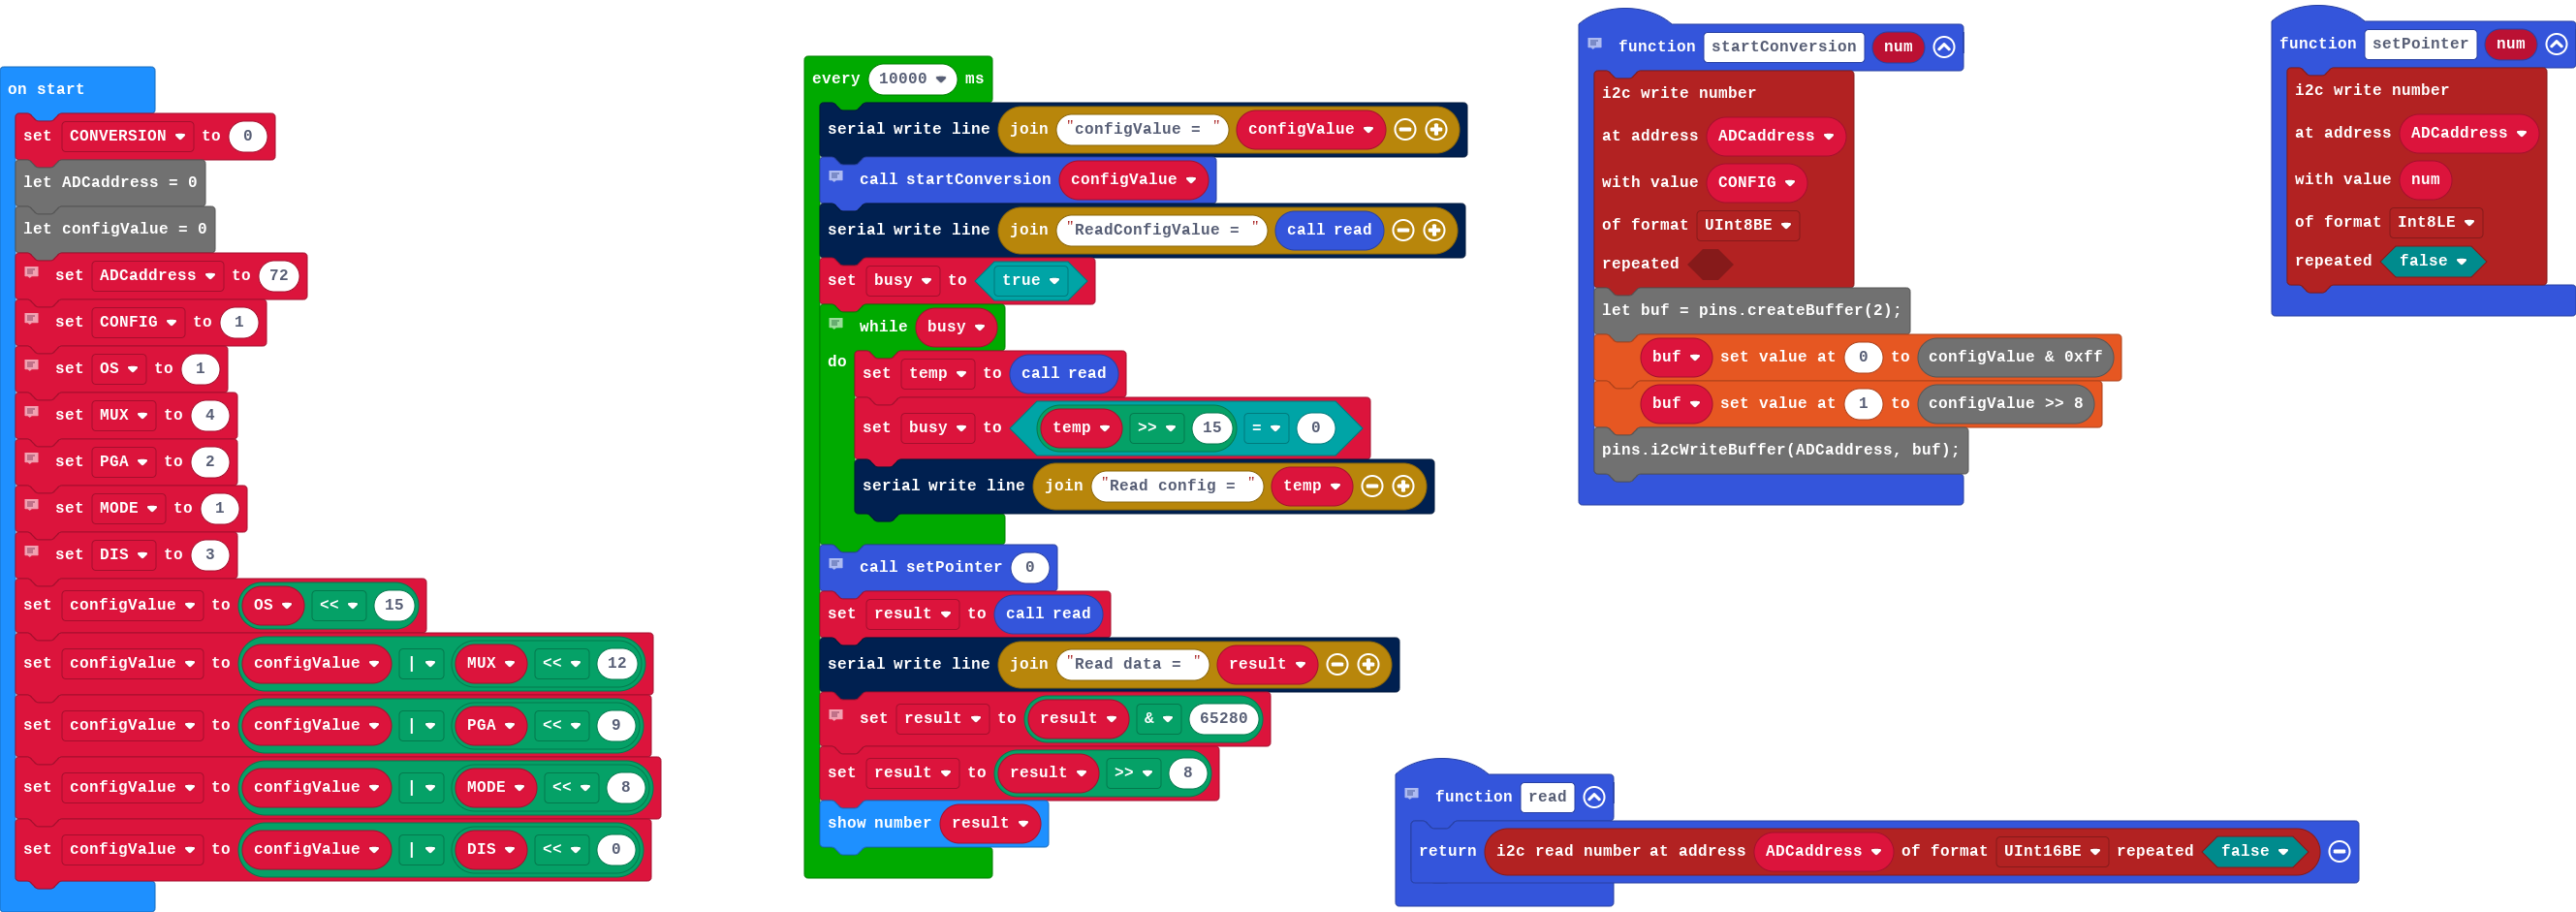 on start
set CONVERSION to 0
let ADCaddress = 0
let configValue = 0
set ADCaddress to 72
set CONFIG to 1
set OS to 1
set MUX to 4
set PGA to 2
set MODE to 1
set DIS to 3
set configValue to OS << 15
set configValue to configValue | MUX << 12
set configValue to configValue | PGA << 9
set configValue to configValue | MODE << 8
set configValue to configValue | DIS << 0
every 10000 ms
serial write line join "configValue = " configValue
call startConversion configValue
serial write line join "ReadConfigValue = " call read
set busy to true
while busy
do set temp to call read
set busy to temp >> 15 = 0
serial write line join "Read config = " temp
call setPointer 0
set result to call read
serial write line join "Read data = " result
set result to result & 65280
set result to result >> 8
show number result
function startConversion num
i2c write number
at address ADCaddress
with value CONFIG
of format UInt8BE
repeated
let buf = pins.createBuffer(2);
buf set value at 0 to configValue & 0xff
buf set value at 1 to configValue >> 8
pins.i2cWriteBuffer(ADCaddress, buf);
function setPointer num
i2c write number
at address ADCaddress
with value num
of format Int8LE
repeated false
function read
return i2c read number at address ADCaddress of format UInt16BE repeated false